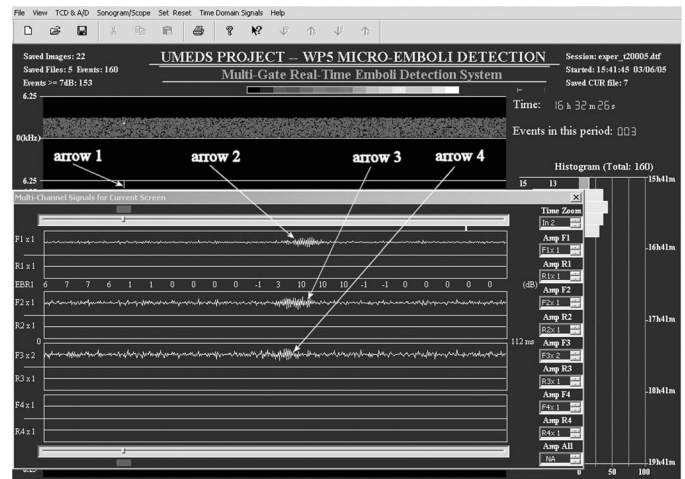 File View TCD & A/D Sonogram/Scope Set Reset Time Domain Signals Help
Saved Images: 22
Saved Files: 5 Events: 160
Events >= 7dB: 153
UMEDS PROJECT -- WP5 MICRO-EMBOLI DETECTION
Multi-Gate Real-Time Emboli Detection System
Session: exper_t20005.dtf
Started: 15:41:45 03/06/05
Saved CUR file: 7
6.25
Time: 16 h 32 m 26 s
0(kHz)
Events in this period: 003
arrow 1 arrow 2 arrow 3 arrow 4
Histogram (Total: 160)
6.25
15 13
15h41m
Multi-Channel Signals for Current Screen
Time Zoom
In 2
F1 x 1
Amp F1
F1x 1
16h41m
R1 x 1
Amp R1
R1x 1
EBR1 6 7 7 6 1 1 0 0 0 0 -1 3 10 10 10 -1 -1 0 0 0 0 6 (dB)
F2 x 1
Amp F2
F2x 1
R2 x 1
Amp R2
R2x 1
17h41m
0
112 ms
F3 x 2
Amp F3
F3x 2
R3 x 1
Amp R3
R3x 1
18h41m
F4 x 1
Amp F4
F4x 1
R4 x 1
Amp R4
R4x 1
Amp All
NA
19h41m
0 50 100